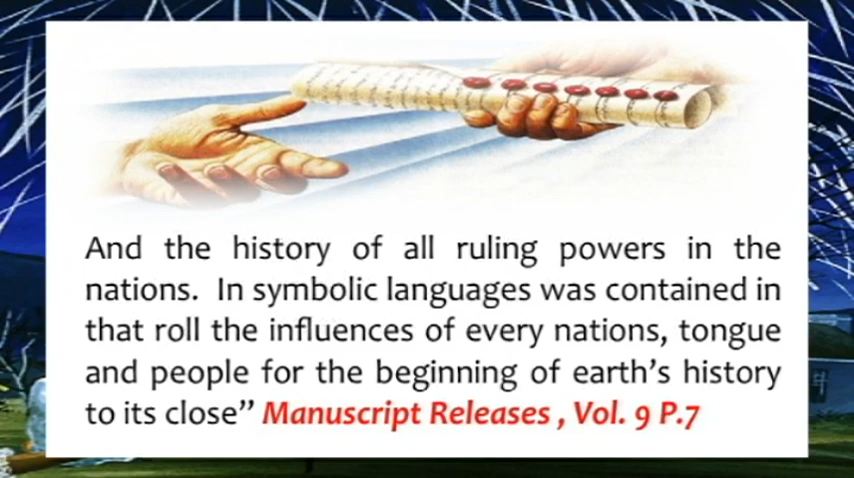 And the history of all ruling powers in the
nations. In symbolic languages was contained in
that roll the influences of every nations, tongue
and people for the beginning of earth's history
to its close” Manuscript Releases , Vol. 9 P.7